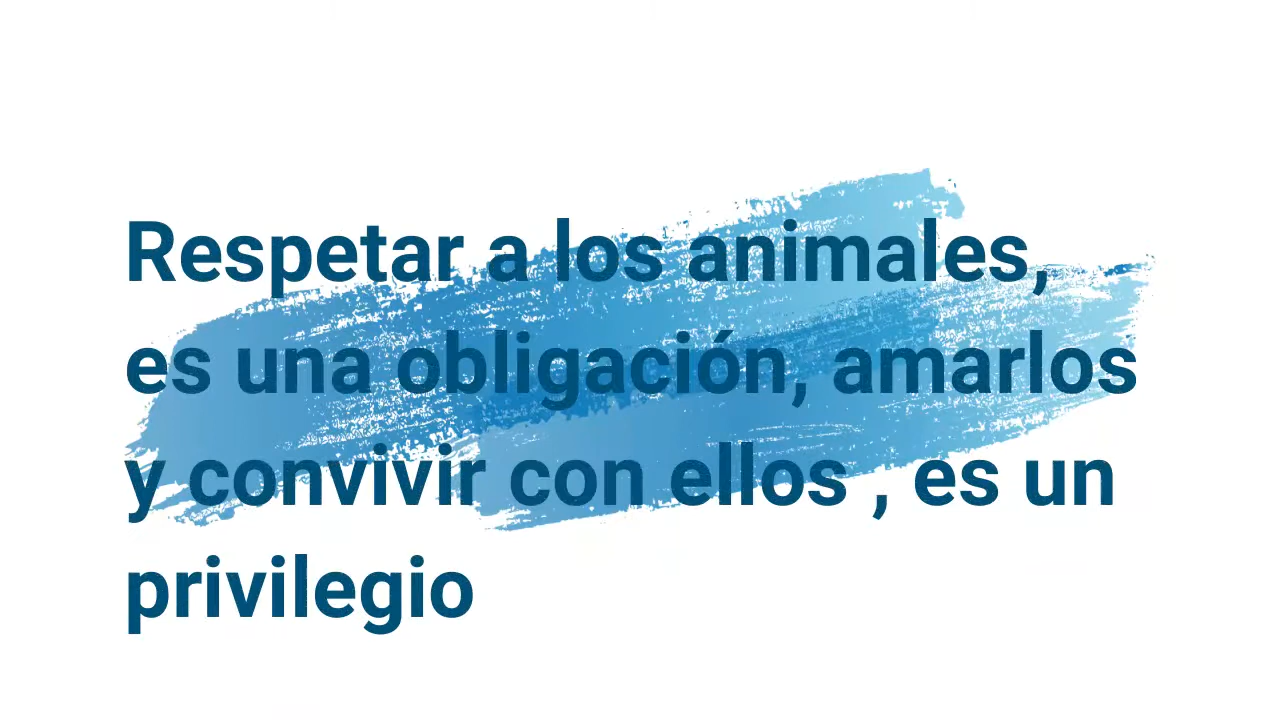 Respetar a los animales,
es una obligación, amarlos
y convivir con ellos , es un
privilegio